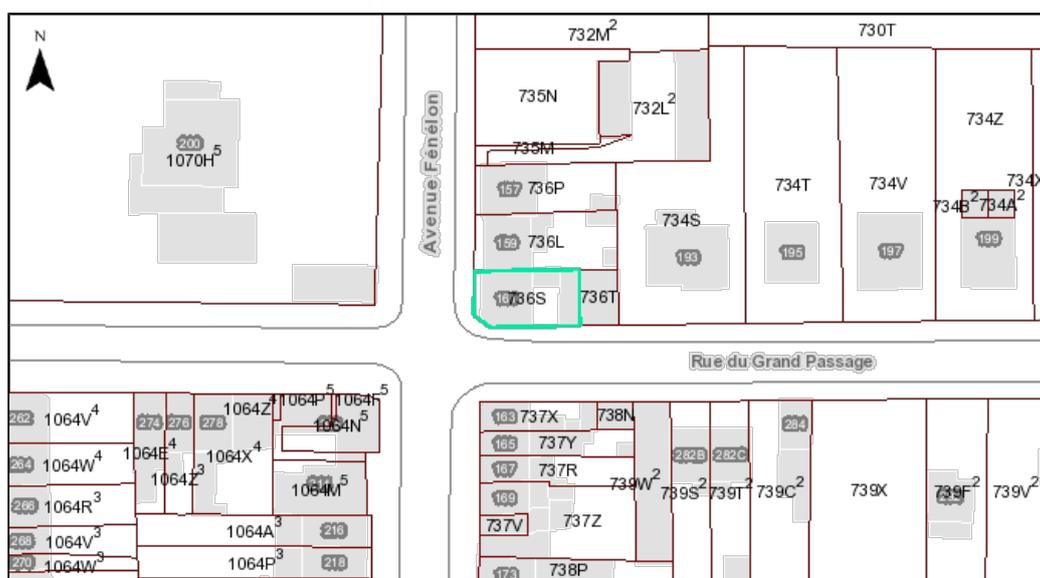 N
732M²
730T
735N
732L²
734Z
735M
200
1070H⁵
Avenue Fénélon
157 736P
734T
734V
734X
734B² 734A²
734S
159 736L
193
195
197
199
736S
736T
Rue du Grand Passage
262 1064V⁴
274 276 278
1064Z⁴
1064P⁵
1064F⁵
1064N⁵
1064E⁴
1064X⁴
264 1064W⁴
1064Z³
1064M⁵
266 1064R³
1064A³ 216
268 1064V³
270 1064W³
1064P³ 218
163 737X
738N
284
165 737Y
282B 282C
167 737R
739W²
739S² 739T² 739C²
739X
739F²
739V²
169
737V
737Z
173 738P